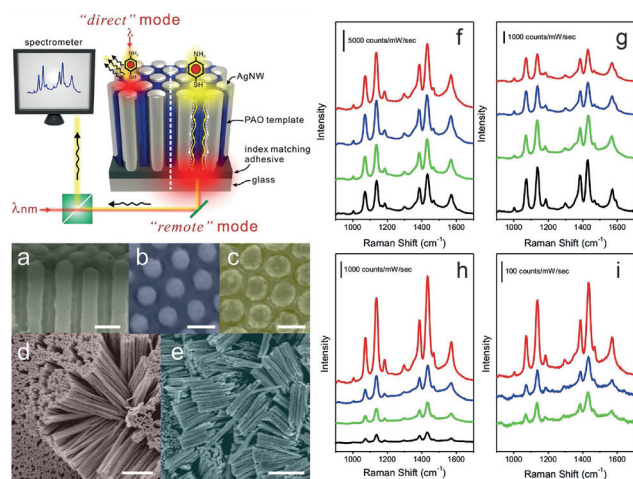 "direct" mode
spectrometer
λ
NH₂
SH
NH₂
SH
AgNW
PAO template
index matching
adhesive
glass
λnm
"remote" mode
a
b
c
d
e
5000 counts/mW/sec
f
Intensity
1000 1200 1400 1600
Raman Shift (cm⁻¹)
1000 counts/mW/sec
g
Intensity
1000 1200 1400 1600
Raman Shift (cm⁻¹)
1000 counts/mW/sec
h
Intensity
1000 1200 1400 1600
Raman Shift (cm⁻¹)
100 counts/mW/sec
i
Intensity
1000 1200 1400 1600
Raman Shift (cm⁻¹)